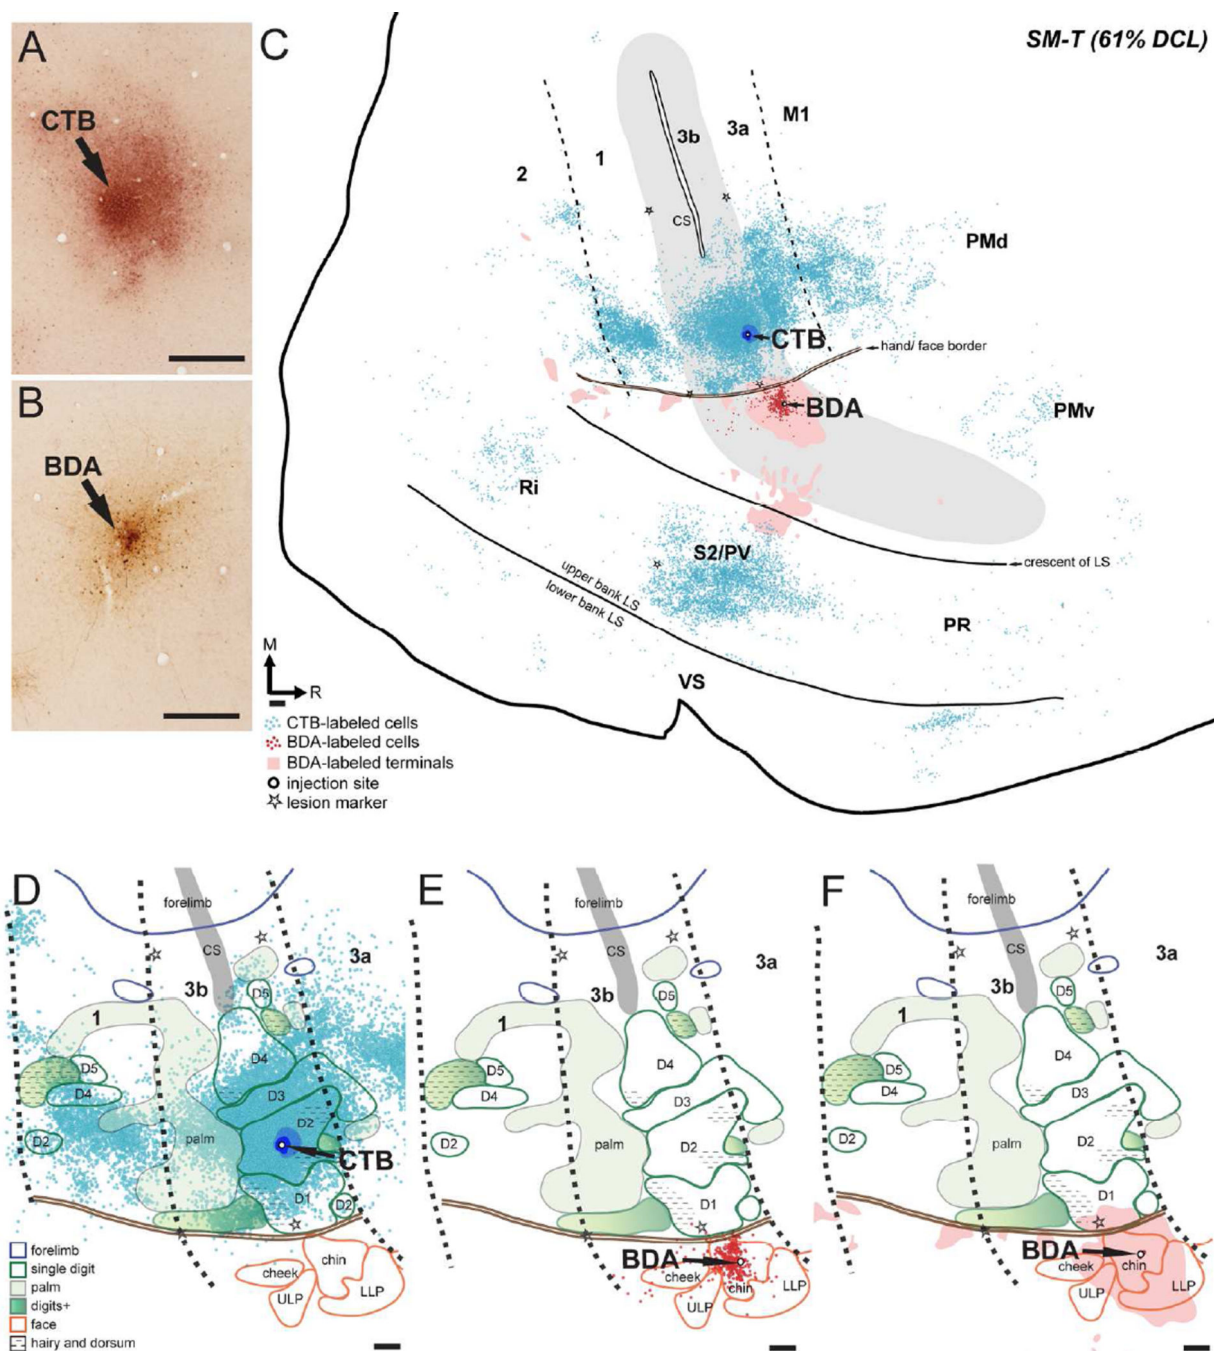 A
CTB
B
BDA
C
SM-T (61% DCL)
M1
3a
3b
1
2
CS
PMd
CTB
hand/ face border
BDA
PMv
Ri
S2/PV
crescent of LS
upper bank LS
lower bank LS
PR
VS
M
R
CTB-labeled cells
BDA-labeled cells
BDA-labeled terminals
injection site
lesion marker
D
forelimb
CS
3a
3b
1
D5
D4
D5
D4
D3
D2
D2
palm
CTB
D1
D2
cheek
chin
ULP
LLP
forelimb
single digit
palm
digits+
face
hairy and dorsum
E
forelimb
CS
3a
3b
1
D5
D4
D5
D4
D3
D2
D2
palm
D1
BDA
cheek
chin
ULP
LLP
F
forelimb
CS
3a
3b
1
D5
D4
D5
D4
D3
D2
D2
palm
D1
BDA
cheek
chin
ULP
LLP